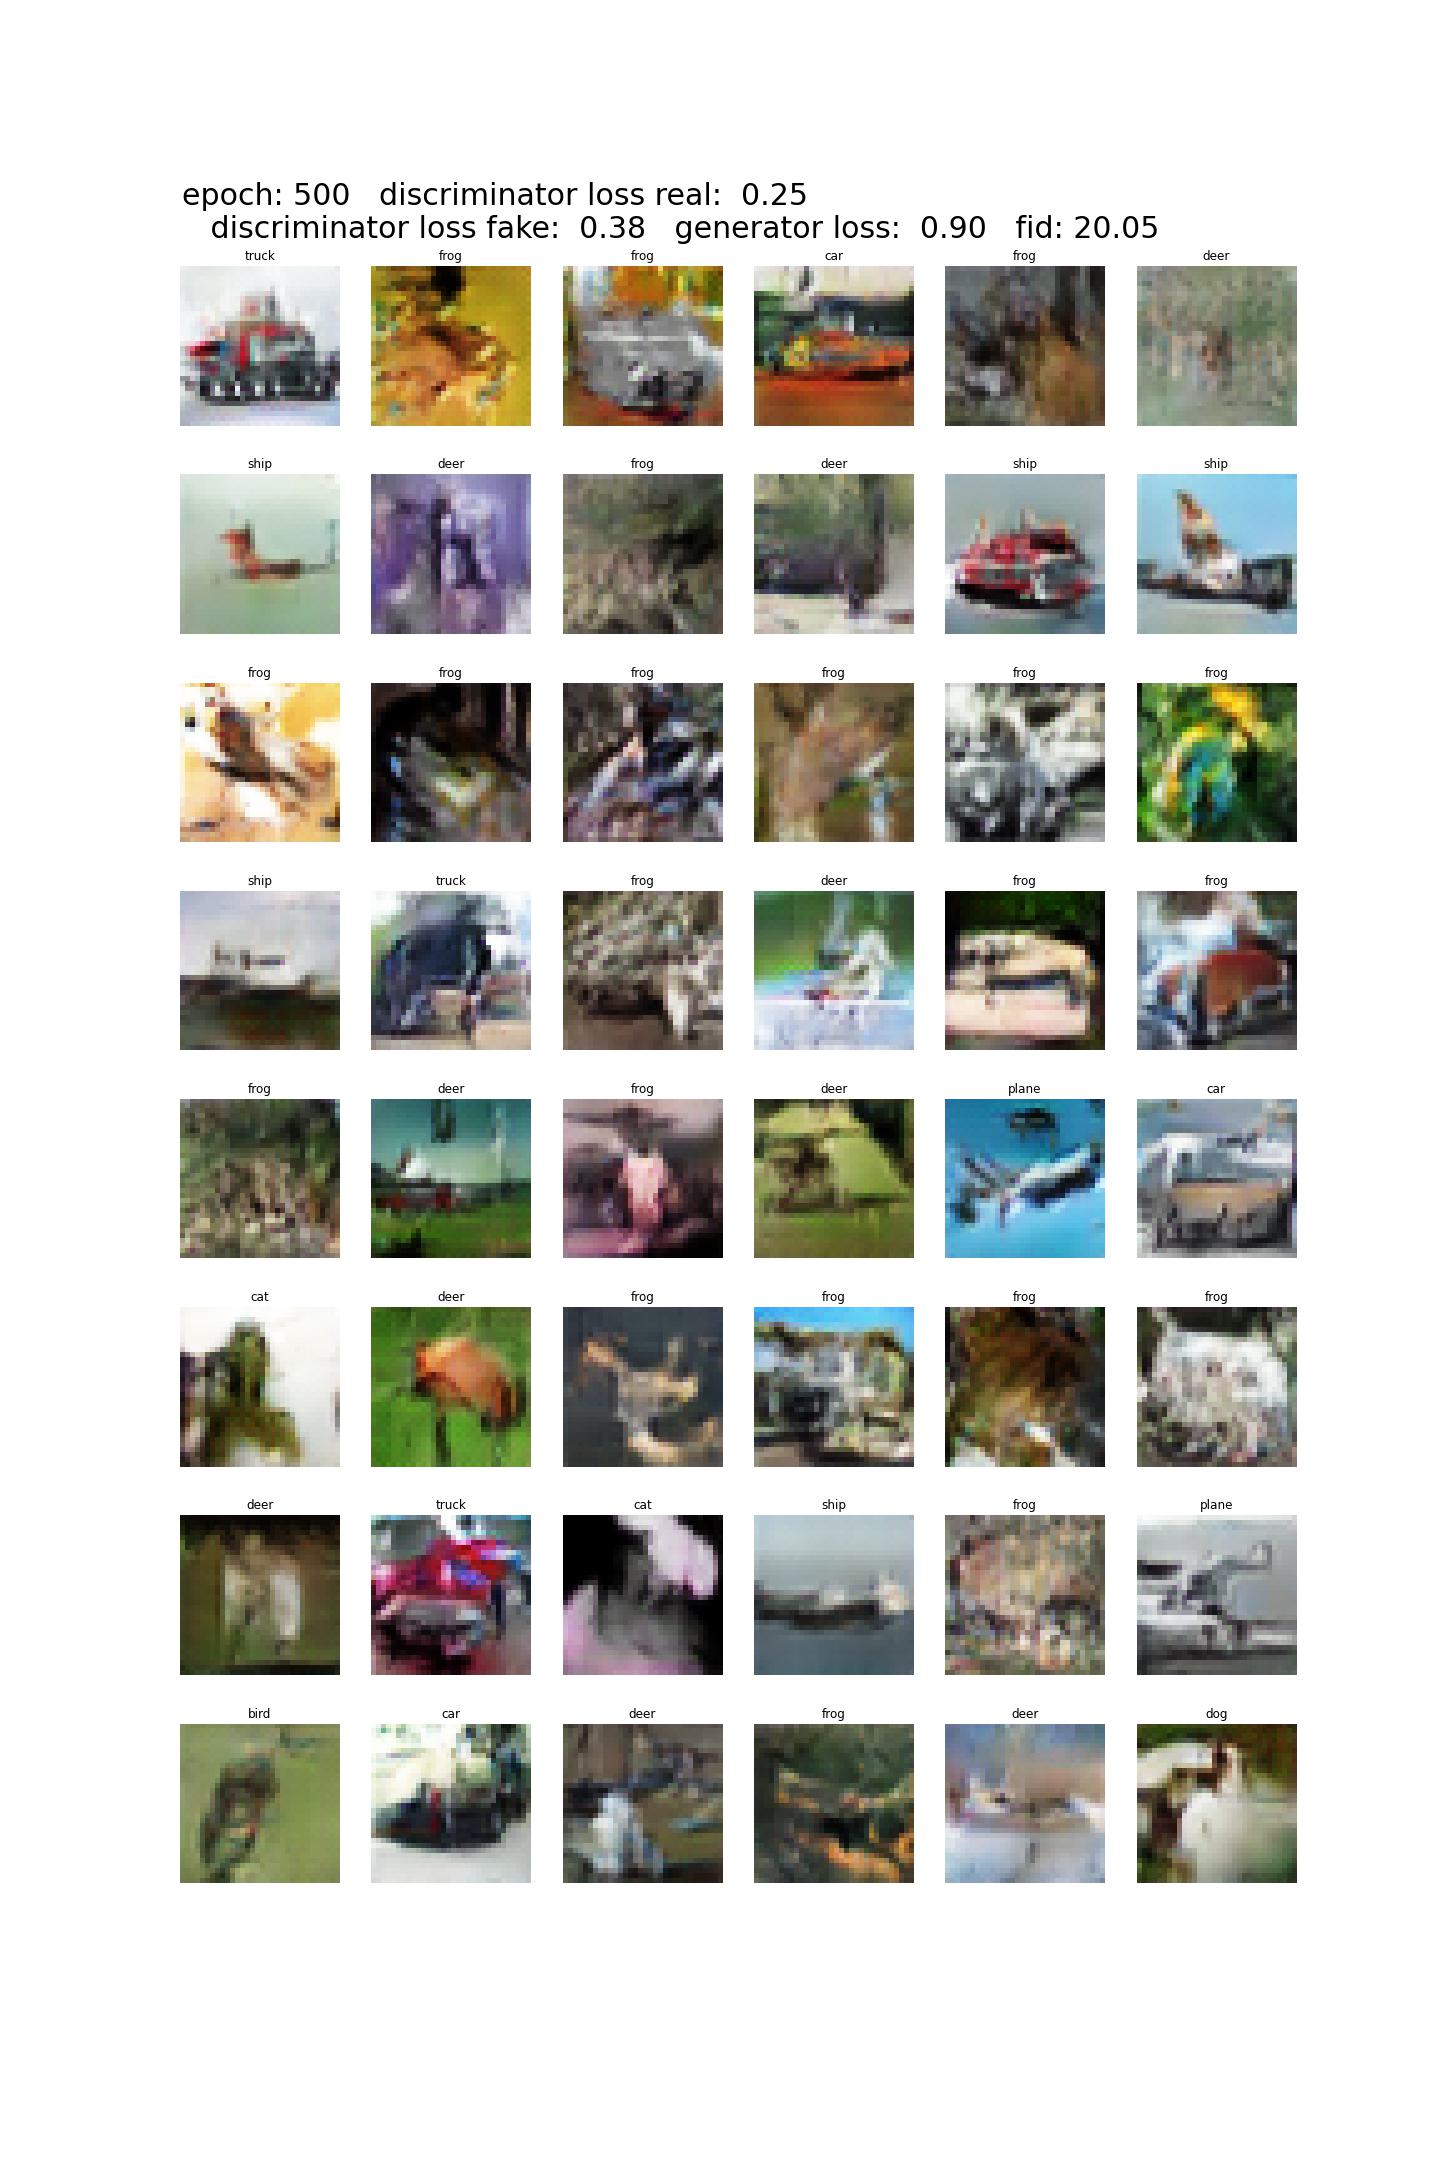 epoch: 500   discriminator loss real:  0.25
discriminator loss fake:  0.38   generator loss:  0.90   fid: 20.05
truck frog frog car frog deer
ship deer frog deer ship ship
frog frog frog frog frog frog
ship truck frog deer frog frog
frog deer frog deer plane car
cat deer frog frog frog frog
deer truck cat ship frog plane
bird car deer frog deer dog